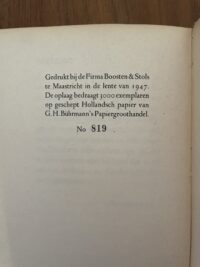 Gedrukt bij de Firma Boosten & Stols
te Maastricht in de lente van 1947.
De oplaag bedraagt 3000 exemplaren
op geschept Hollandsch papier van
G.H. Bührmann's Papiergroothandel.
No 819